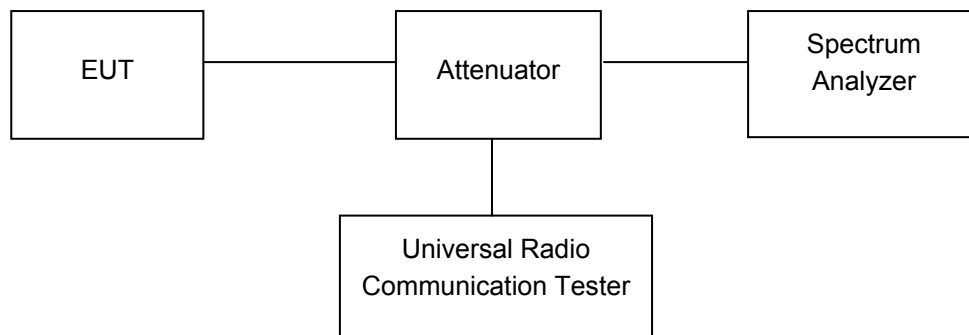 EUT
Attenuator
Spectrum
Analyzer
Universal Radio
Communication Tester